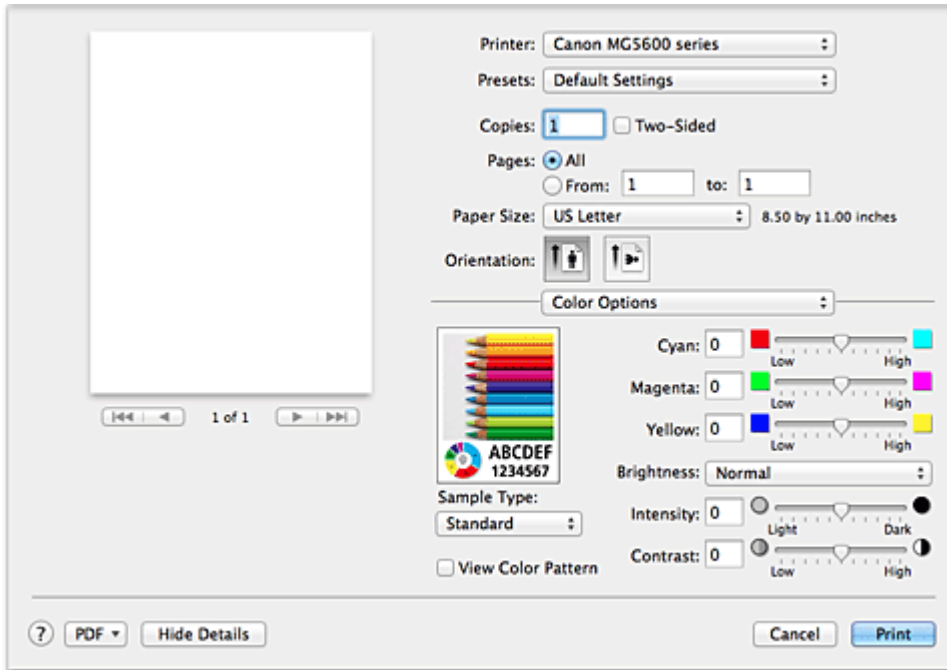 Printer: Canon MG5600 series
Presets: Default Settings
Copies: 1 Two-Sided
Pages: All
From: 1 to: 1
Paper Size: US Letter 8.50 by 11.00 inches
Orientation:
Color Options
Cyan: 0
Low High
Magenta: 0
Low High
Yellow: 0
Low High
Brightness: Normal
Intensity: 0
Light Dark
Contrast: 0
Low High
ABCDEF
1234567
Sample Type:
Standard
View Color Pattern
1 of 1
? PDF Hide Details Cancel Print